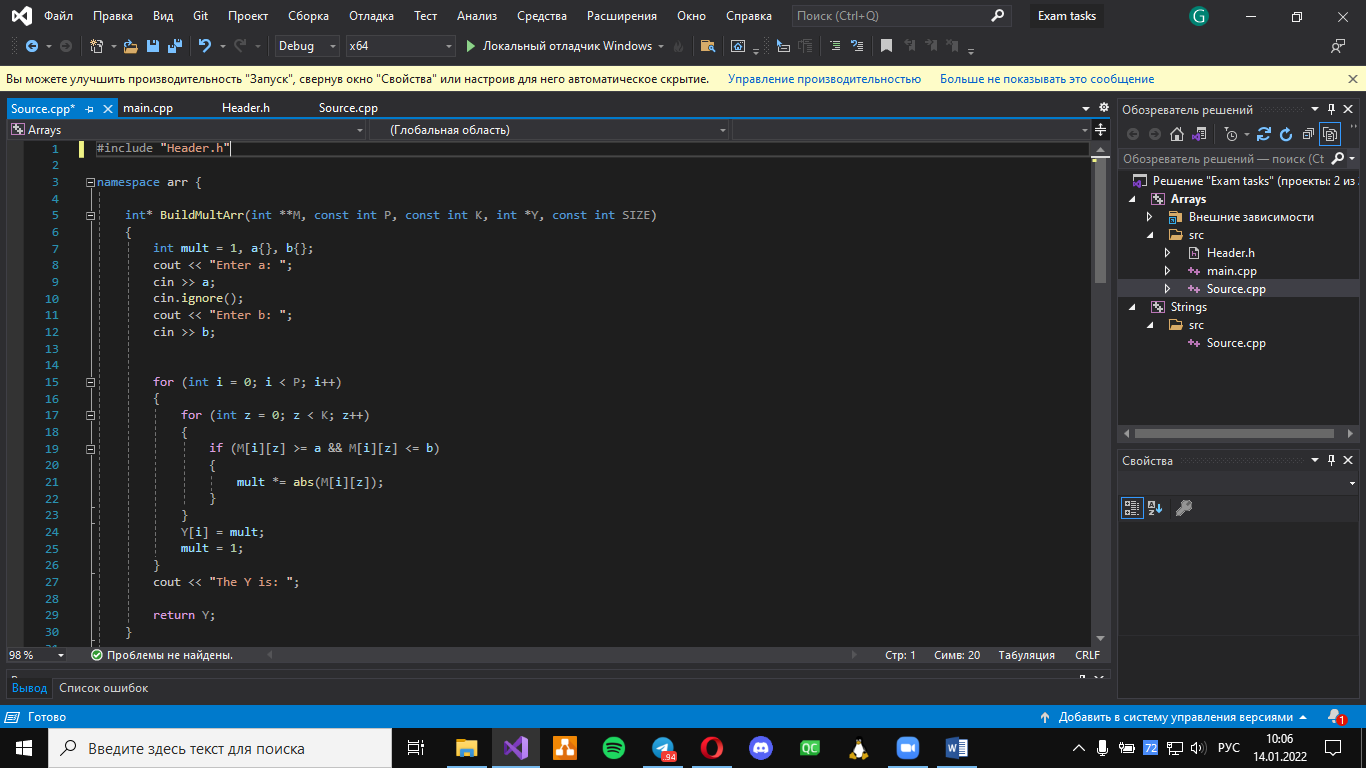 Файл Правка Вид Git Проект Сборка Отладка Тест Анализ Средства Расширения Окно Справка Поиск (Ctrl+Q) Exam tasks G
Debug x64 Локальный отладчик Windows
Вы можете улучшить производительность "Запуск", свернув окно "Свойства" или настроив для него автоматическое скрытие. Управление производительностью Больше не показывать это сообщение
Source.cpp* main.cpp Header.h Source.cpp
Arrays (Глобальная область)
1 #include "Header.h"
2
3 namespace arr {
4
5 int* BuildMultArr(int **M, const int P, const int K, int *Y, const int SIZE)
6 {
7 int mult = 1, a{}, b{};
8 cout << "Enter a: ";
9 cin >> a;
10 cin.ignore();
11 cout << "Enter b: ";
12 cin >> b;
13
14
15 for (int i = 0; i < P; i++)
16 {
17 for (int z = 0; z < K; z++)
18 {
19 if (M[i][z] >= a && M[i][z] <= b)
20 {
21 mult *= abs(M[i][z]);
22 }
23 }
24 Y[i] = mult;
25 mult = 1;
26 }
27 cout << "The Y is: ";
28
29 return Y;
30 }
98 % Проблемы не найдены. Стр: 1 Симв: 20 Табуляция CRLF
Вывод Список ошибок
Обозреватель решений
Обозреватель решений — поиск (Ct
Решение "Exam tasks" (проекты: 2 из
Arrays
Внешние зависимости
src
Header.h
main.cpp
Source.cpp
Strings
src
Source.cpp
Свойства
Готово Добавить в систему управления версиями 1
Введите здесь текст для поиска 94 QC 72 РУС 10:06
14.01.2022